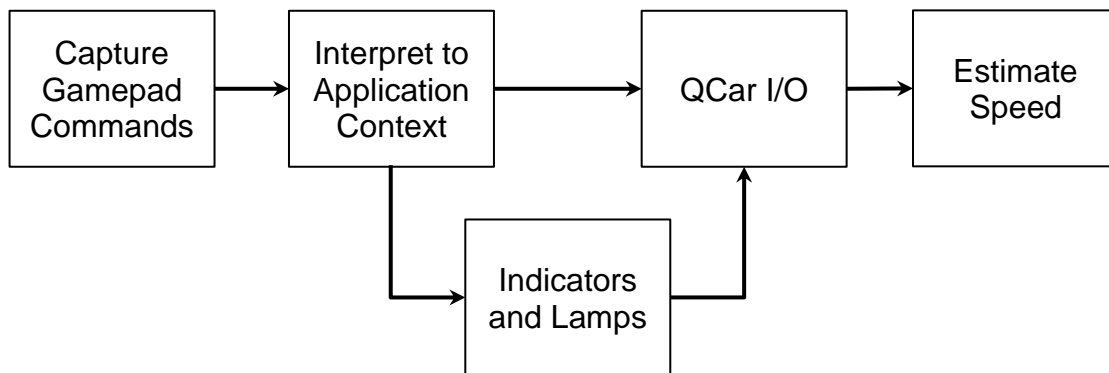 Capture
Gamepad
Commands
Interpret to
Application
Context
QCar I/O
Estimate
Speed
Indicators
and Lamps